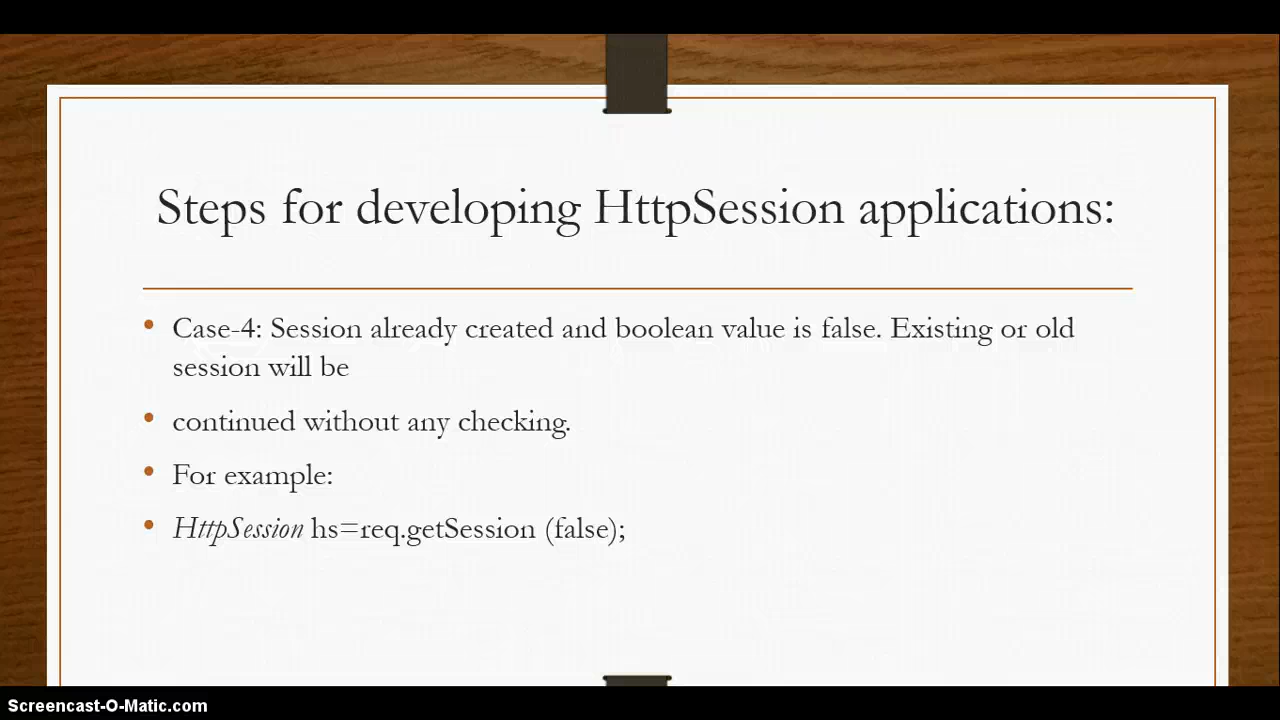 Steps for developing HttpSession applications:
• Case-4: Session already created and boolean value is false. Existing or old
session will be
• continued without any checking.
• For example:
• HttpSession hs=req.getSession (false);
Screencast-O-Matic.com